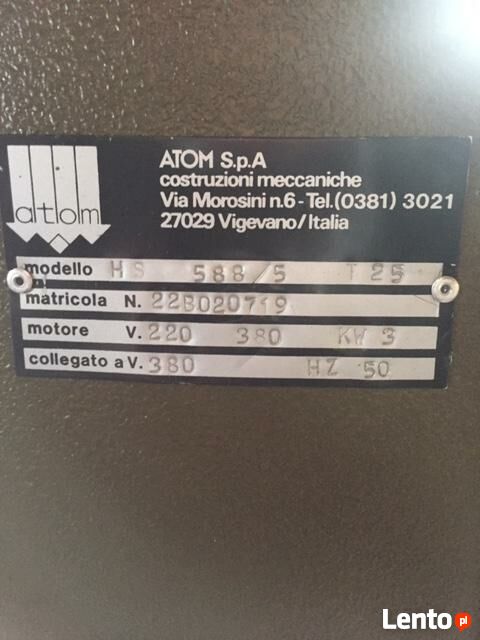 atom
ATOM S.p.A
costruzioni meccaniche
Via Morosini n.6-Tel.(0381) 3021
27029 Vigevano/Italia
modello HS 588/5 T25
matricola N. 22B020719
motore V. 220 380 KW 3
collegato a V. 380 HZ 50
Lento.pl